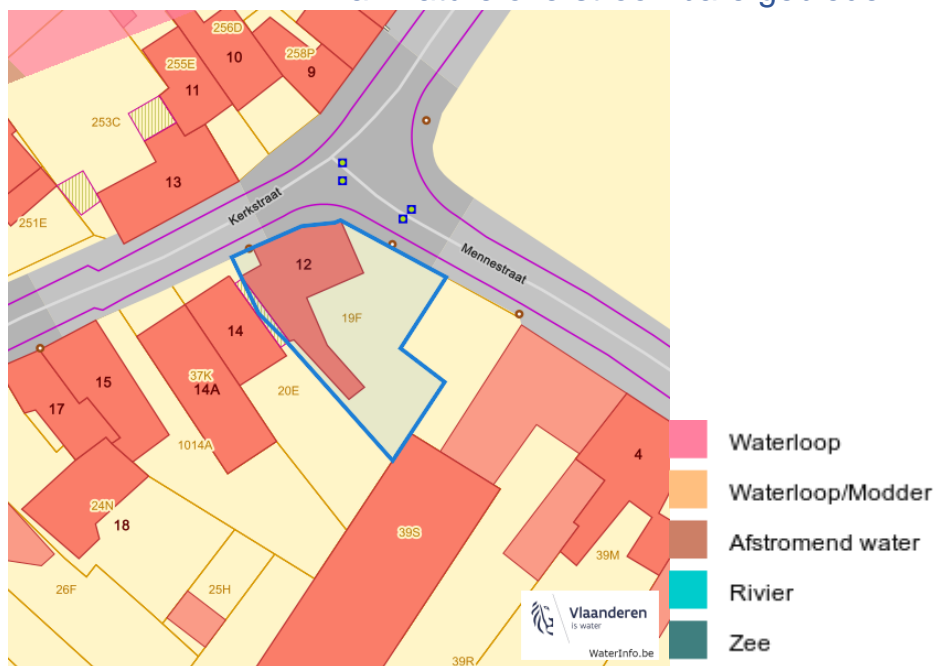 256D
10
258P
9
255E
11
253C
13
251E
Kerkstraat
Mennestraat
12
19F
14
37K
14A
20E
15
17
1014A
4
24N
18
39S
39M
26F
25H
39R
Vlaanderen
is water
WaterInfo.be
Waterloop
Waterloop/Modder
Afstromend water
Rivier
Zee